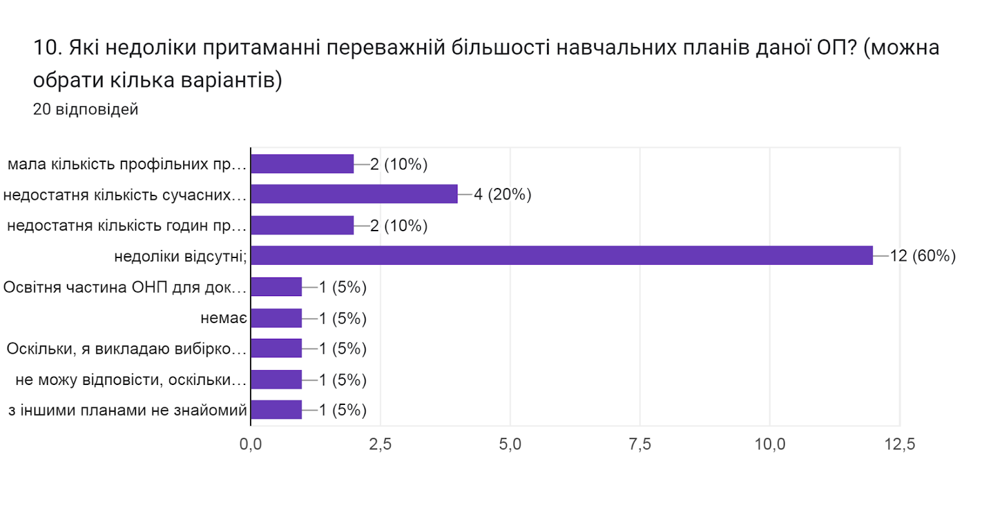 10. Які недоліки притаманні переважній більшості навчальних планів даної ОП? (можна
обрати кілька варіантів)
20 відповідей
мала кількість профільних пр…
2 (10%)
недостатня кількість сучасних…
4 (20%)
недостатня кількість годин пр…
2 (10%)
недоліки відсутні;
12 (60%)
Освітня частина ОНП для док…
1 (5%)
немає
1 (5%)
Оскільки, я викладаю вибірко…
1 (5%)
не можу відповісти, оскільки…
1 (5%)
з іншими планами не знайомий
1 (5%)
0,0 2,5 5,0 7,5 10,0 12,5